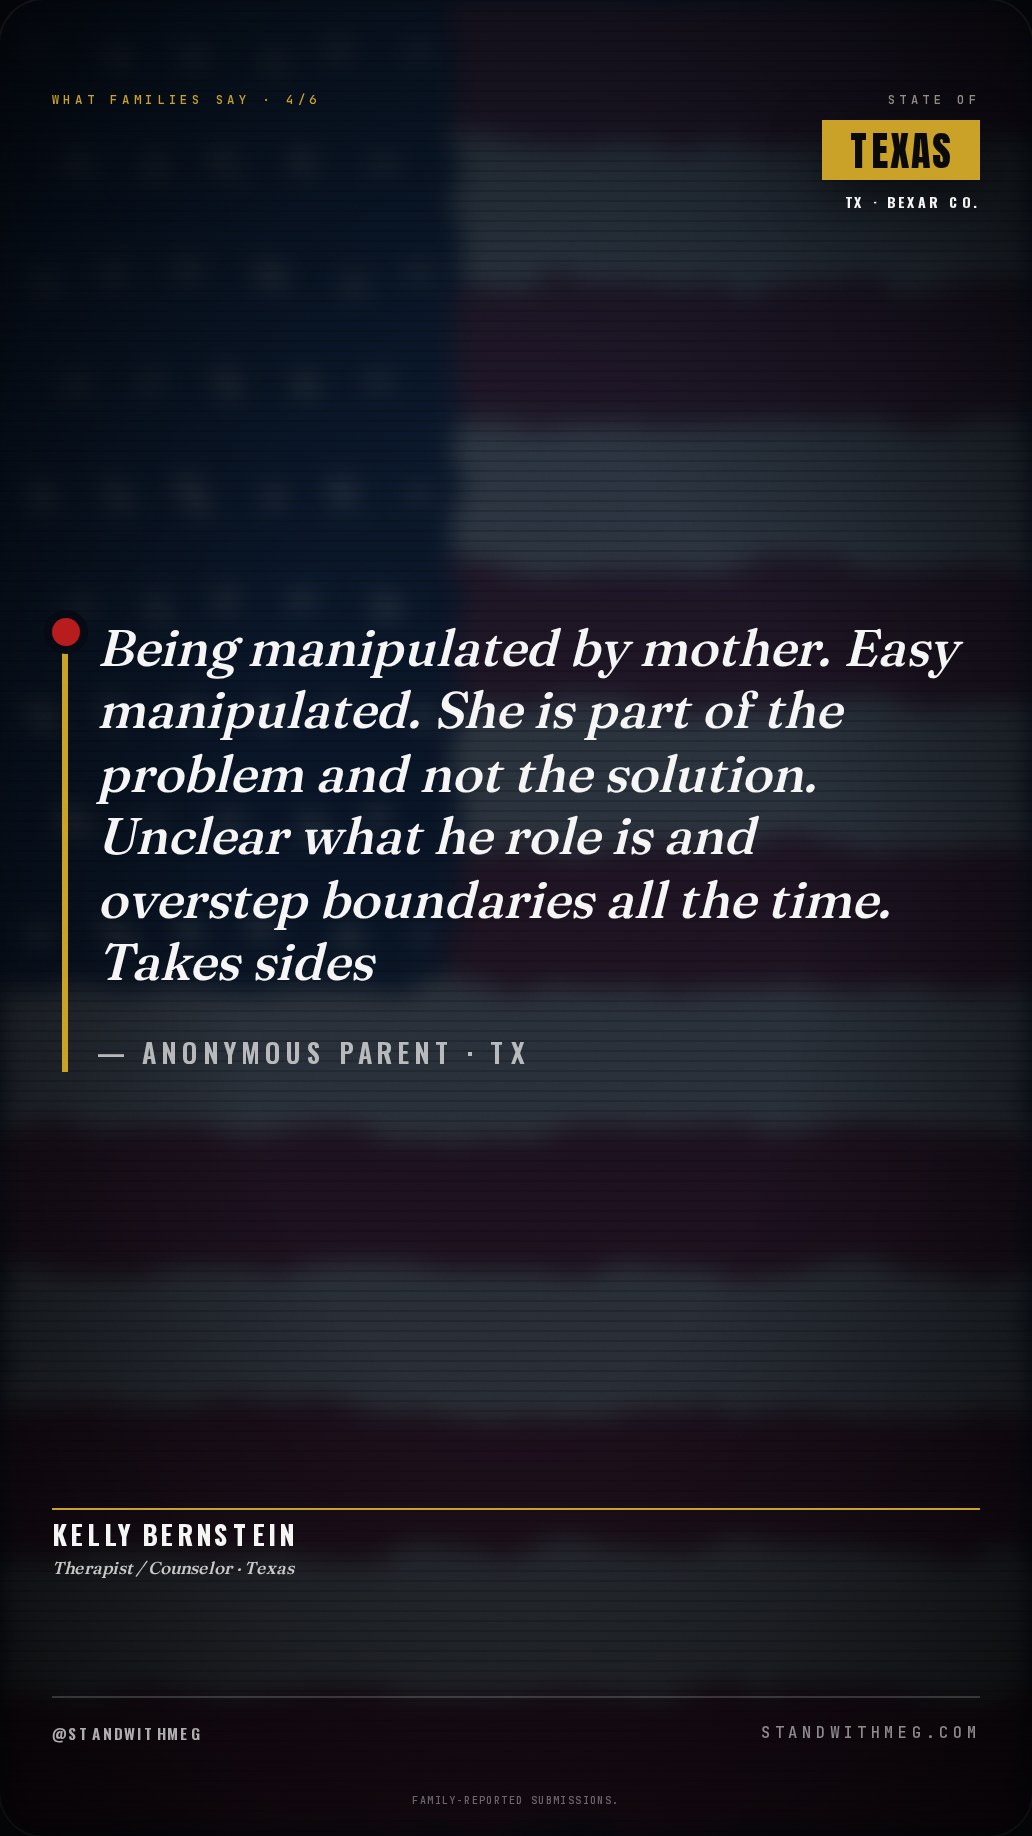 WHAT FAMILIES SAY · 4/6
STATE OF
TEXAS
TX · BEXAR CO.
Being manipulated by mother. Easy
manipulated. She is part of the
problem and not the solution.
Unclear what he role is and
overstep boundaries all the time.
Takes sides
— ANONYMOUS PARENT · TX
KELLY BERNSTEIN
Therapist / Counselor · Texas
@STANDWITHMEG
STANDWITHMEG.COM
FAMILY-REPORTED SUBMISSIONS.